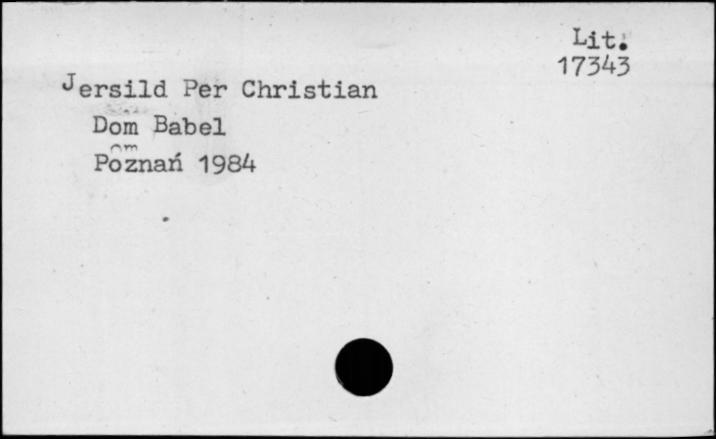 Lit.
17343
Jersild Per Christian
Dom Babel
Poznań 1984